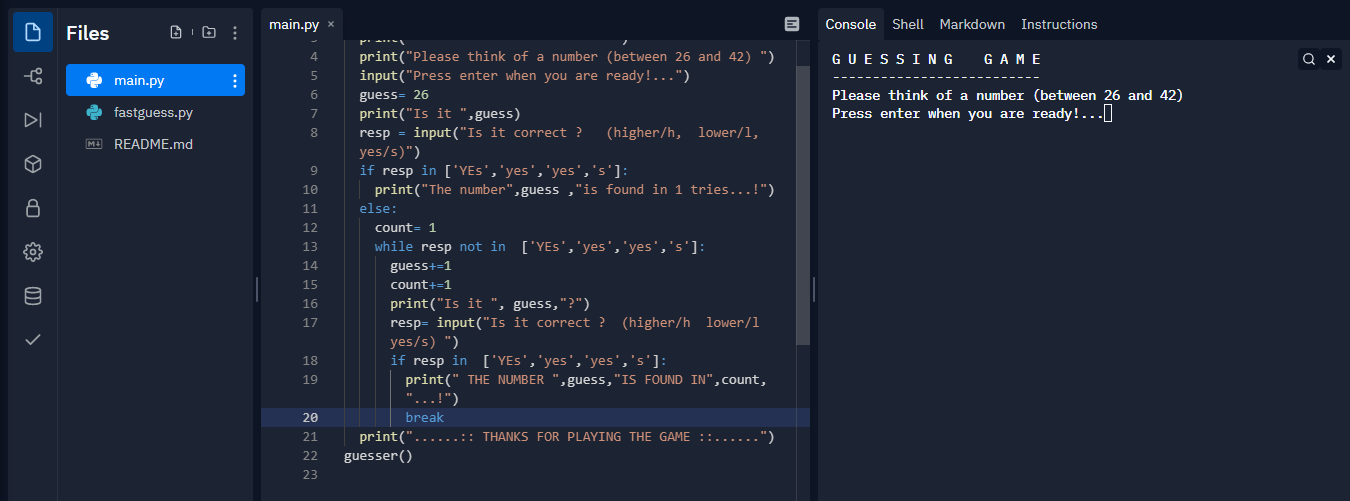 Files
main.py
fastguess.py
README.md
main.py ×
3 print(
4 print("Please think of a number (between 26 and 42) ")
5 input("Press enter when you are ready!...")
6 guess= 26
7 print("Is it ",guess)
8 resp = input("Is it correct ?   (higher/h,  lower/l,
yes/s)")
9 if resp in ['YEs','yes','yes','s']:
10 print("The number",guess ,"is found in 1 tries...!")
11 else:
12 count= 1
13 while resp not in  ['YEs','yes','yes','s']:
14 guess+=1
15 count+=1
16 print("Is it ", guess,"?")
17 resp= input("Is it correct ?  (higher/h  lower/l
yes/s) ")
18 if resp in  ['YEs','yes','yes','s']:
19 print(" THE NUMBER ",guess,"IS FOUND IN",count,
"...!")
20 break
21 print("......:: THANKS FOR PLAYING THE GAME ::......")
22 guesser()
23
Console Shell Markdown Instructions
G U E S S I N G   G A M E
--------------------------
Please think of a number (between 26 and 42)
Press enter when you are ready!...